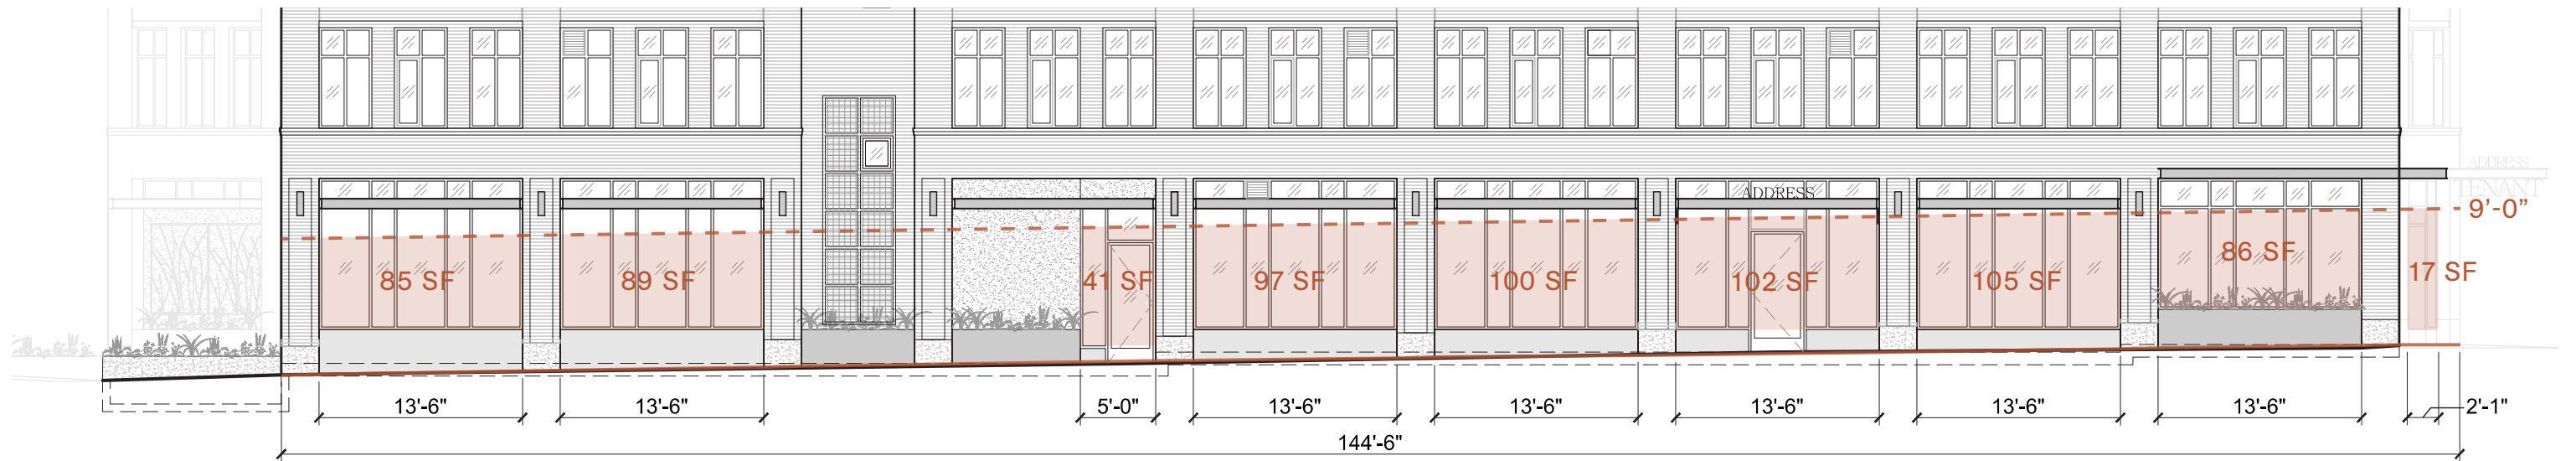 ADDRESS
TENANT
ADDRESS
9'-0"
85 SF
89 SF
41 SF
97 SF
100 SF
102 SF
105 SF
86 SF
17 SF
13'-6"
13'-6"
5'-0"
13'-6"
13'-6"
13'-6"
13'-6"
13'-6"
2'-1"
144'-6"